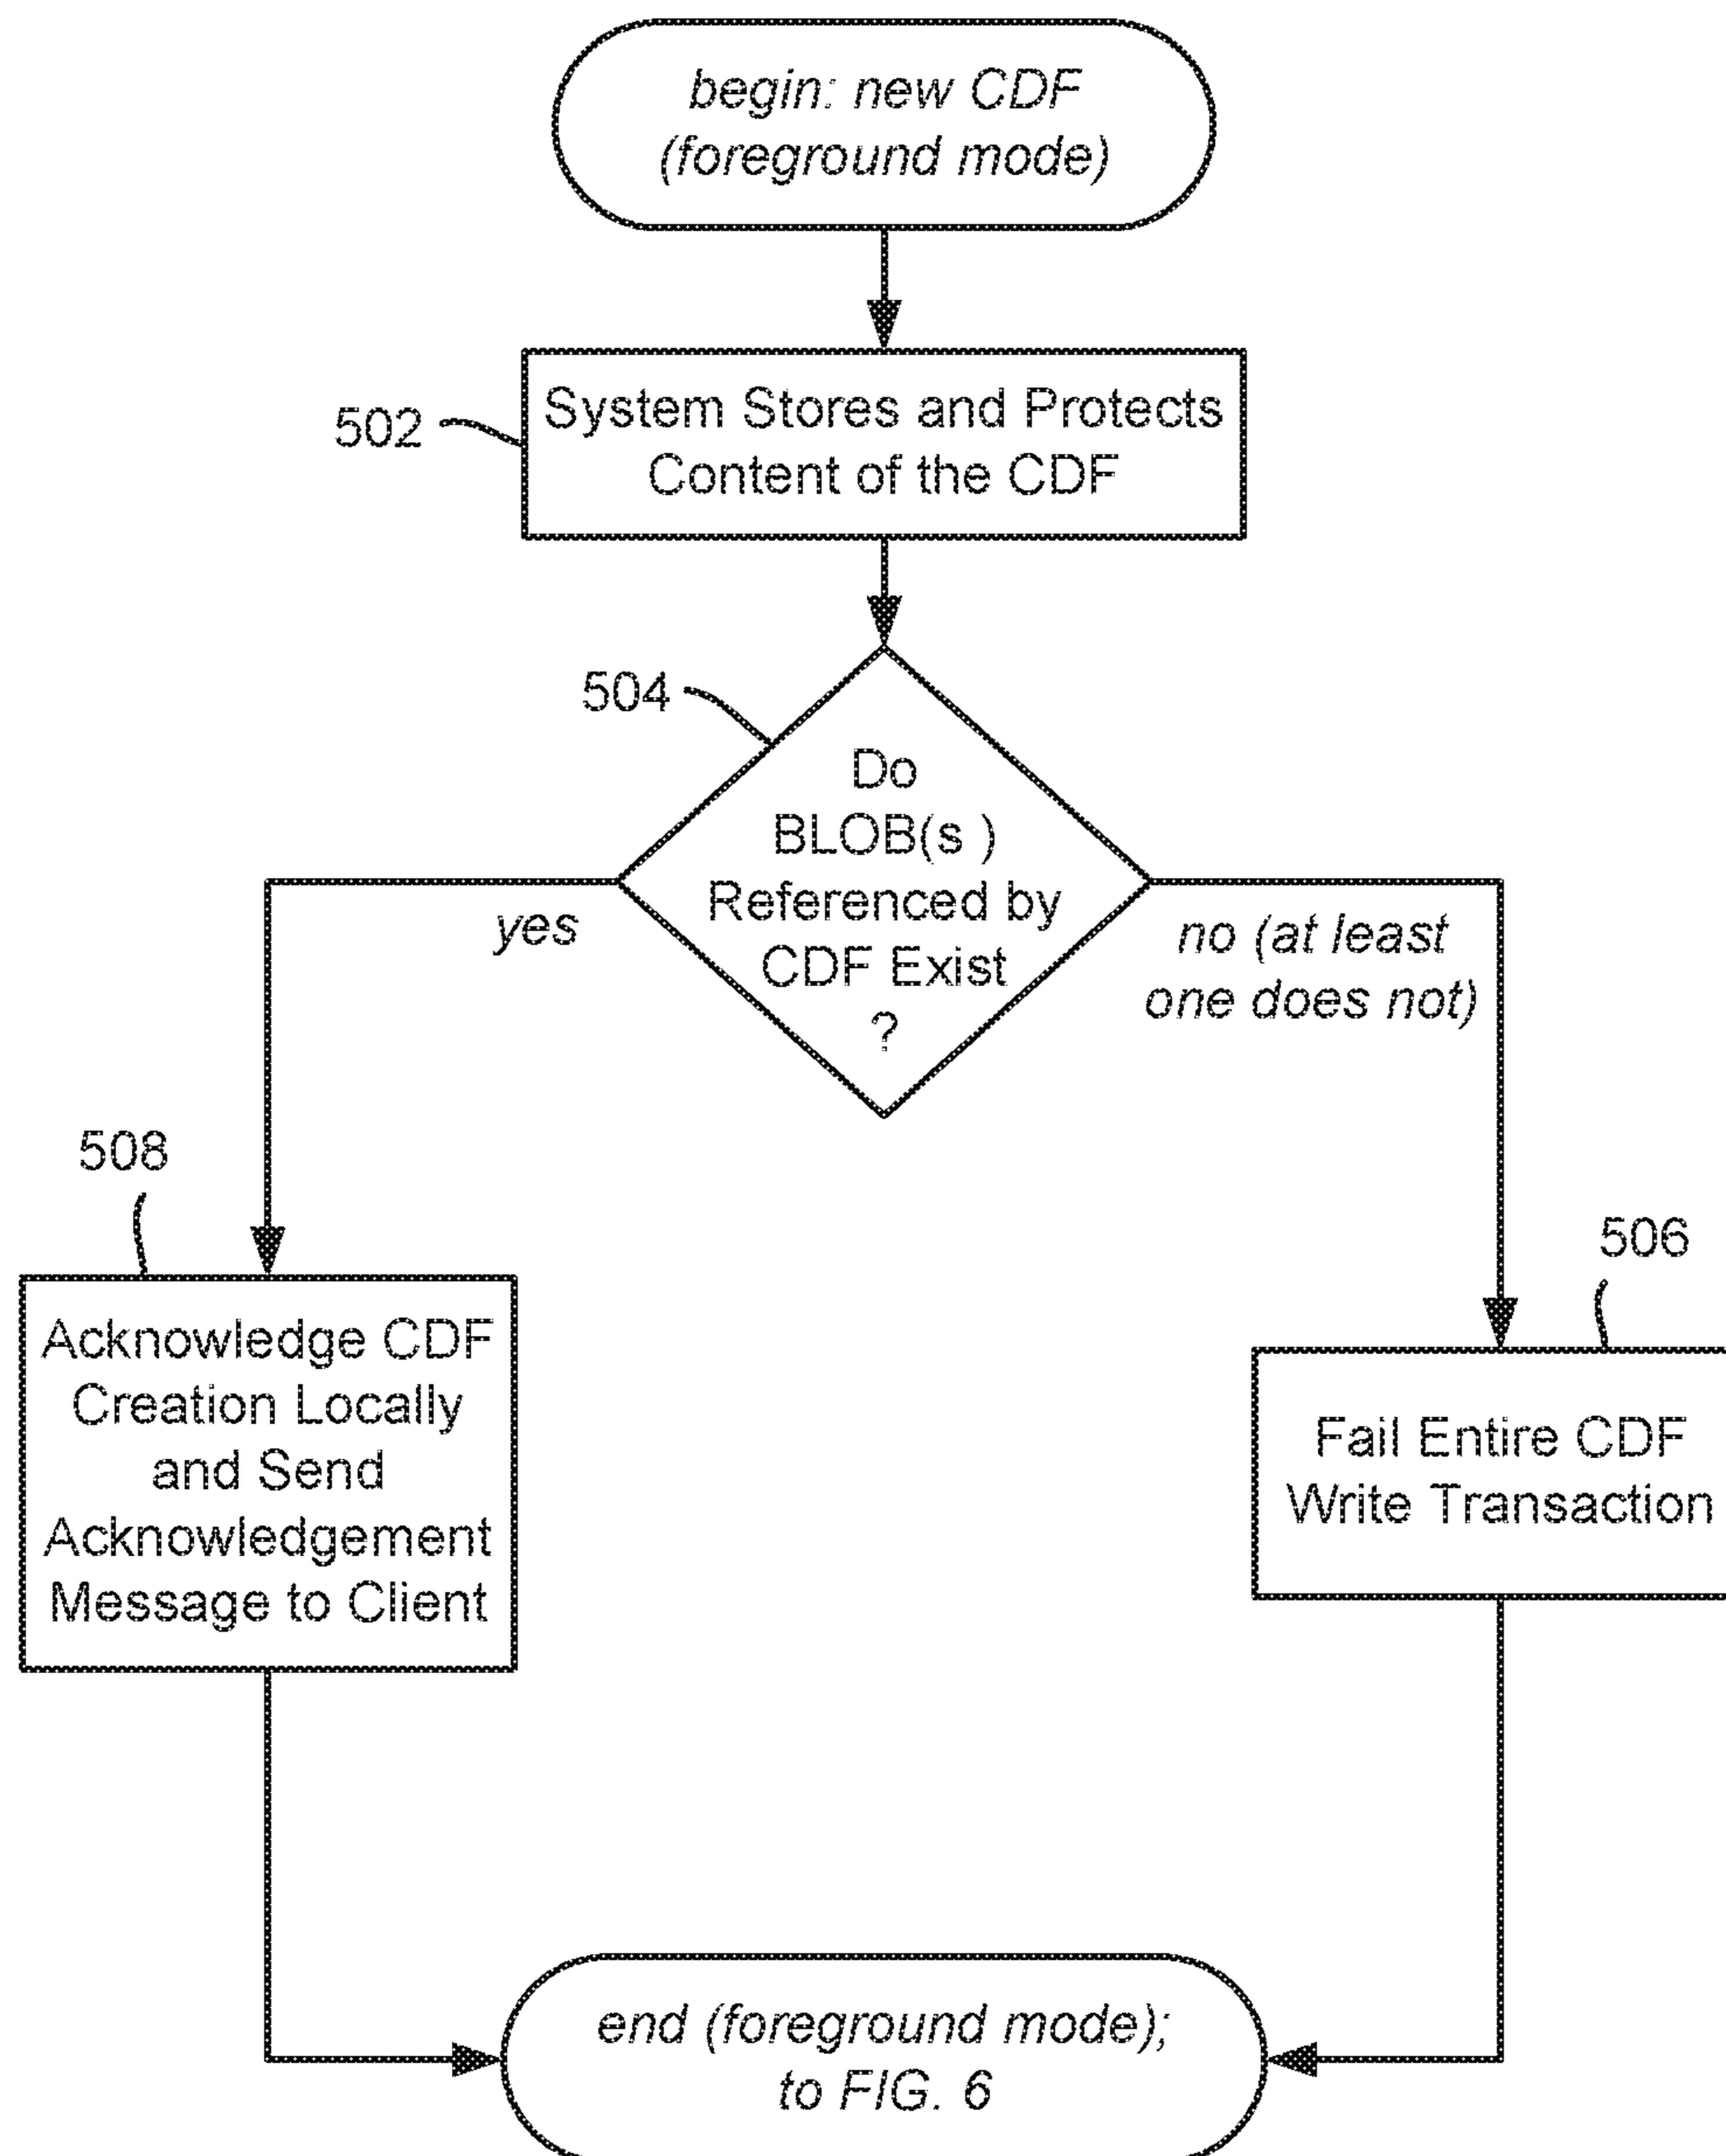 begin: new CDF
(foreground mode)
502
System Stores and Protects
Content of the CDF
504
Do
BLOB(s )
Referenced by
CDF Exist
?
yes
no (at least
one does not)
508
Acknowledge CDF
Creation Locally
and Send
Acknowledgement
Message to Client
506
Fail Entire CDF
Write Transaction
end (foreground mode);
to FIG. 6